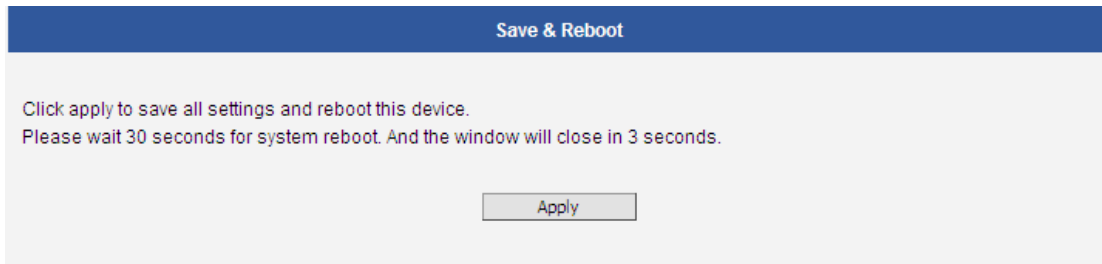 Save & Reboot
Click apply to save all settings and reboot this device.
Please wait 30 seconds for system reboot. And the window will close in 3 seconds.
Apply